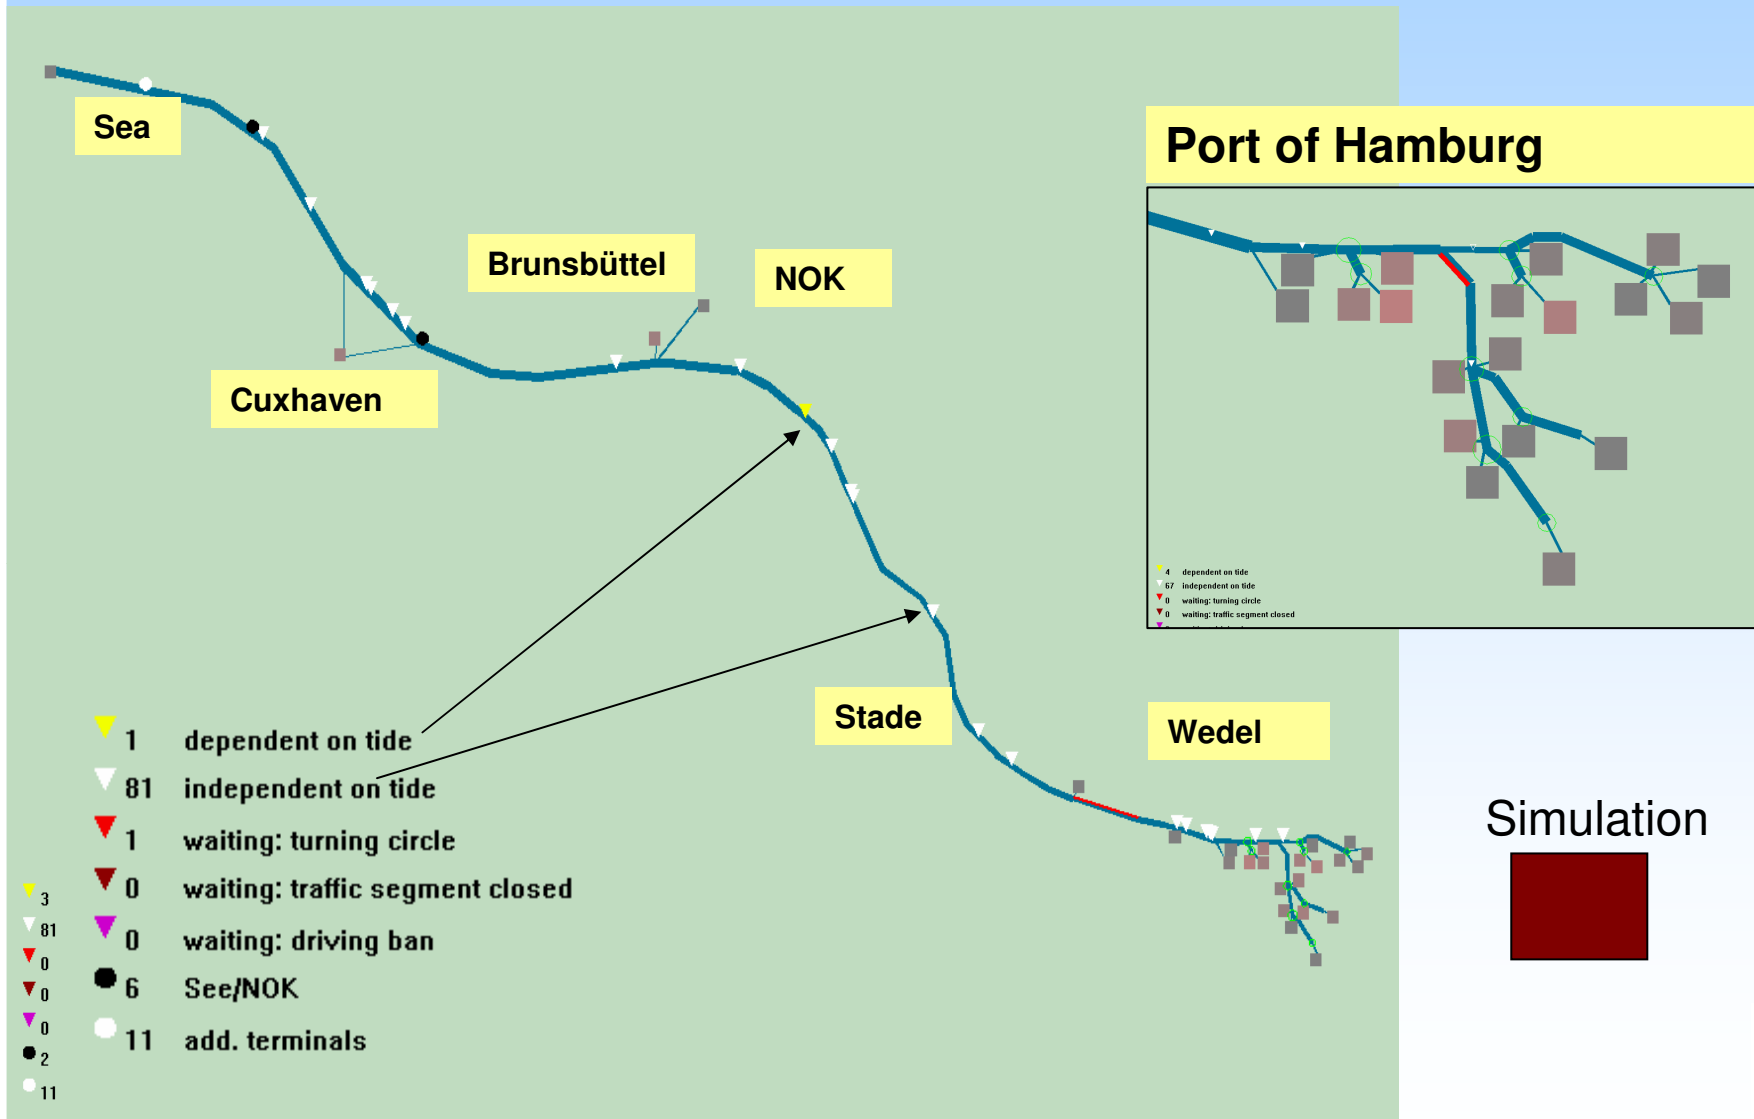 Sea
Port of Hamburg
Brunsbüttel
NOK
Cuxhaven
4 dependent on tide
67 independent on tide
0 waiting: turning circle
0 waiting: traffic segment closed
Stade
Wedel
1 dependent on tide
81 independent on tide
1 waiting: turning circle
0 waiting: traffic segment closed
0 waiting: driving ban
6 See/NOK
11 add. terminals
3
81
0
0
0
2
11
Simulation